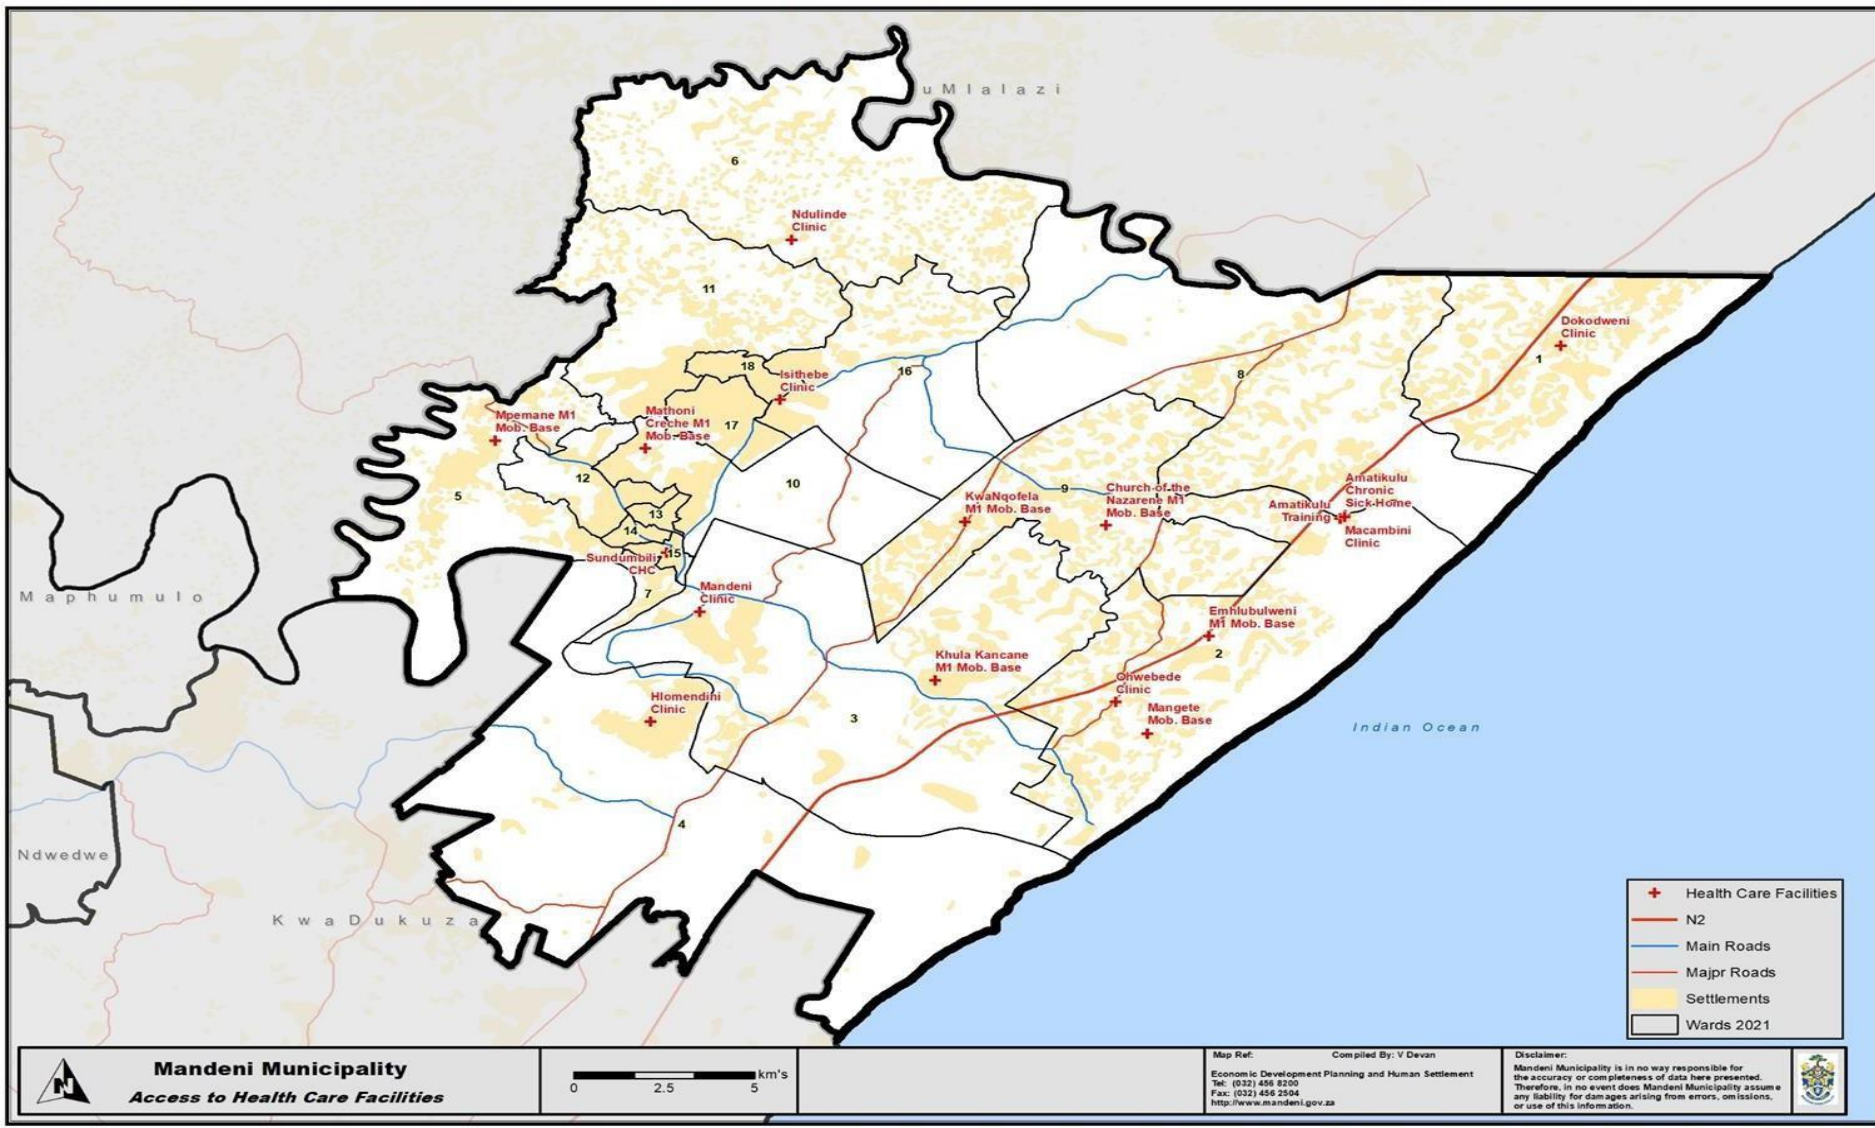 uMlalazi
6
Ndulinde
Clinic
11
Dokodweni
Clinic
1
18
Isithebe
Clinic
16
8
Mpemane M1
Mob. Base
Mathoni
Creche M1
Mob. Base
17
5
12
10
9
KwaNqofela
M1 Mob. Base
Church of the
Nazarene M1
Mob. Base
Amatikulu
Chronic
Sick Home
Amatikulu
Training
Macambini
Clinic
13
14
15
Sundumbili
CHC
7
Mandeni
Clinic
Maphumulo
Emhlubulweni
M1 Mob. Base
2
Khula Kancane
M1 Mob. Base
Ohwebede
Clinic
Mangete
Mob. Base
Hlomendini
Clinic
3
Indian Ocean
4
Ndwedwe
KwaDukuza
Health Care Facilities
N2
Main Roads
Majpr Roads
Settlements
Wards 2021
N
Mandeni Municipality
Access to Health Care Facilities
km's
0 2.5 5
Map Ref: Compiled By: V Devan
Economic Development Planning and Human Settlement
Tel: (032) 456 8200
Fax: (032) 456 2504
http://www.mandeni.gov.za
Disclaimer:
Mandeni Municipality is in no way responsible for
the accuracy or completeness of data here presented.
Therefore, in no event does Mandeni Municipality assume
any liability for damages arising from errors, omissions,
or use of this information.